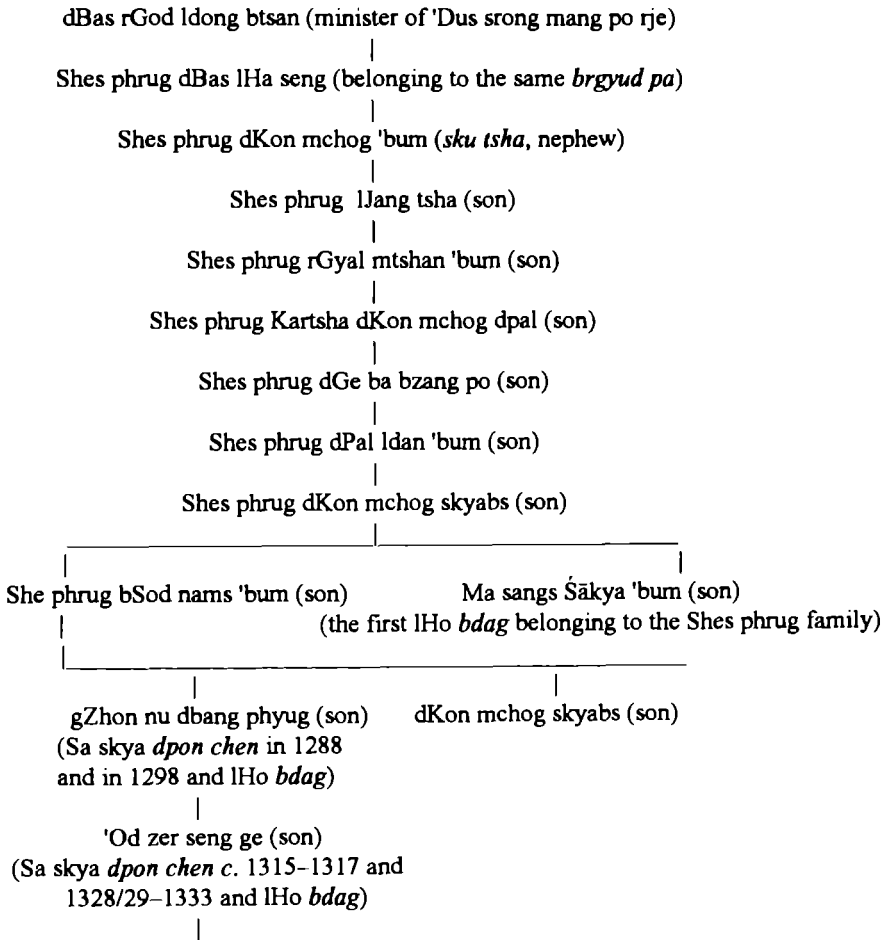 dBas rGod ldong btsan (minister of 'Dus srong mang po rje)
Shes phrug dBas lHa seng (belonging to the same brgyud pa)
Shes phrug dKon mchog 'bum (sku tsha, nephew)
Shes phrug lJang tsha (son)
Shes phrug rGyal mtshan 'bum (son)
Shes phrug Kartsha dKon mchog dpal (son)
Shes phrug dGe ba bzang po (son)
Shes phrug dPal ldan 'bum (son)
Shes phrug dKon mchog skyabs (son)
She phrug bSod nams 'bum (son) Ma sangs Śākya 'bum (son)
(the first lHo bdag belonging to the Shes phrug family)
gZhon nu dbang phyug (son) dKon mchog skyabs (son)
(Sa skya dpon chen in 1288
and in 1298 and lHo bdag)
'Od zer seng ge (son)
(Sa skya dpon chen c. 1315–1317 and
1328/29–1333 and lHo bdag)